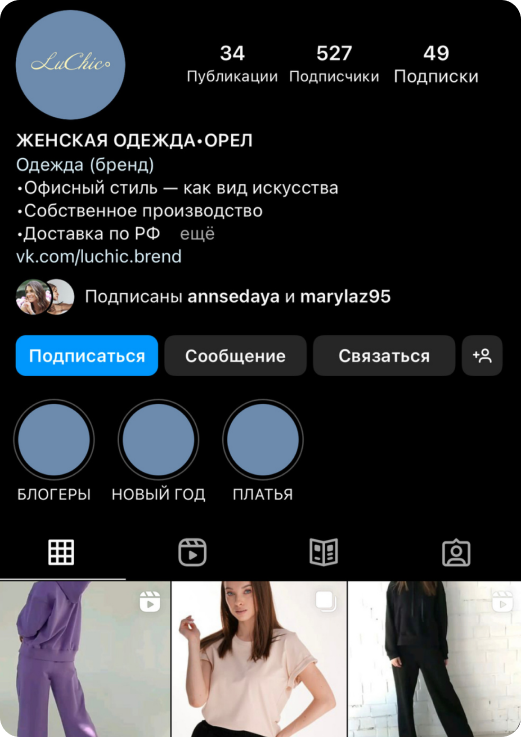 LuChic
34 527 49
Публикации Подписчики Подписки
ЖЕНСКАЯ ОДЕЖДА•ОРЕЛ
Одежда (бренд)
•Офисный стиль — как вид искусства
•Собственное производство
•Доставка по РФ ещё
vk.com/luchic.brend
Подписаны annsedaya и marylaz95
Подписаться Сообщение Связаться
БЛОГЕРЫ НОВЫЙ ГОД ПЛАТЬЯ